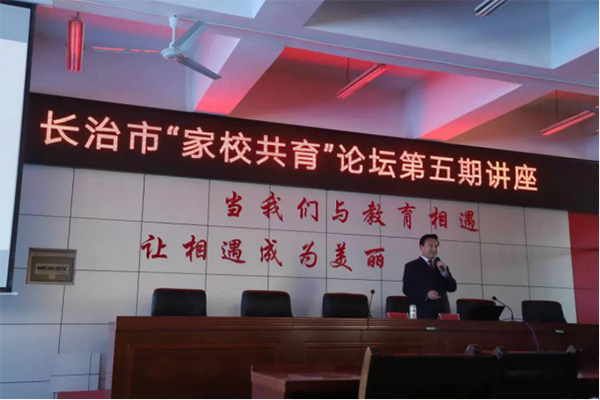 长治市“家校共育”论坛第五期讲座
当我们与教育相遇
让相遇成为美丽